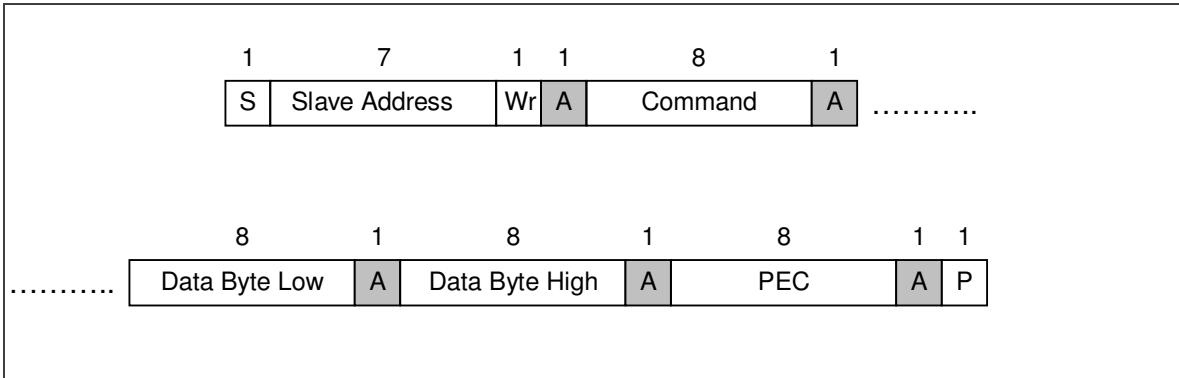 1 7 1 1 8 1
S Slave Address Wr A Command A ………..
8 1 8 1 8 1 1
……….. Data Byte Low A Data Byte High A PEC A P